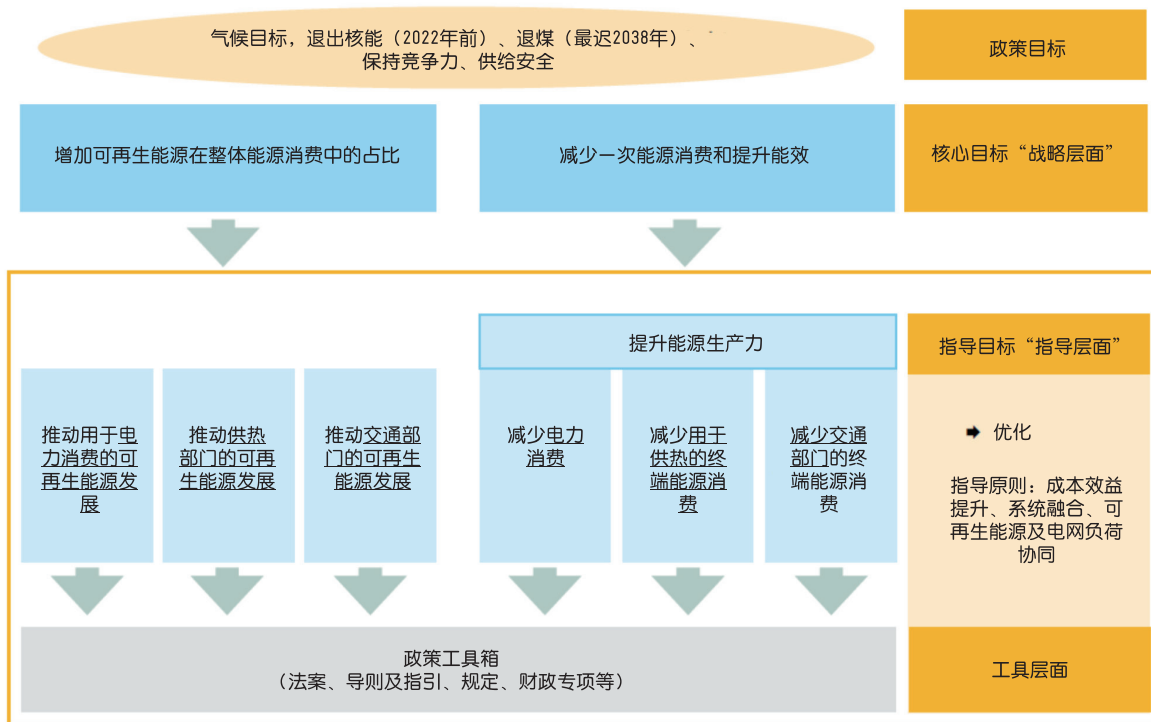 气候目标，退出核能（2022年前）、退煤（最迟2038年）、
保持竞争力、供给安全
政策目标
增加可再生能源在整体能源消费中的占比
减少一次能源消费和提升能效
核心目标“战略层面”
提升能源生产力
指导目标“指导层面”
推动用于电
力消费的可
再生能源发
展
推动供热
部门的可再
生能源发展
推动交通部
门的可再生
能源发展
减少电力
消费
减少用于
供热的终
端能源消
费
减少交通
部门的终
端能源消
费
优化
指导原则：成本效益
提升、系统融合、可
再生能源及电网负荷
协同
政策工具箱
（法案、导则及指引、规定、财政专项等）
工具层面